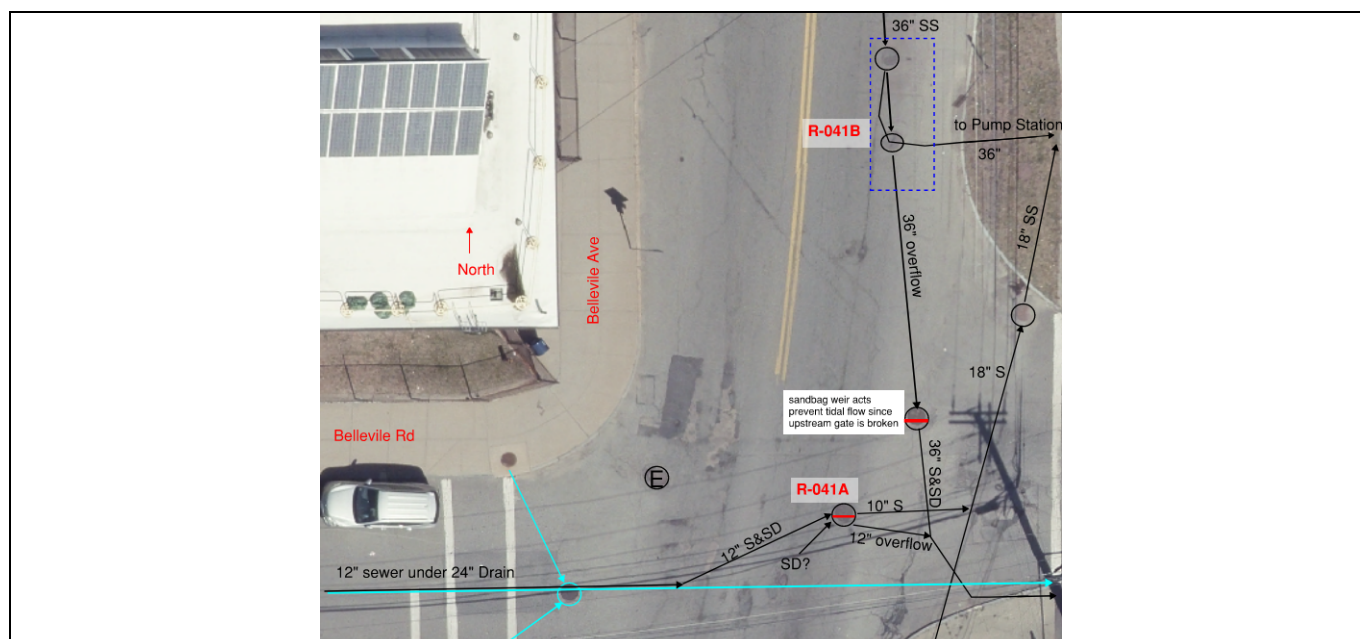 36" SS
R-041B
to Pump Station
36"
18" SS
36" overflow
North
Bellevile Ave
18" S
sandbag weir acts
prevent tidal flow since
upstream gate is broken
Bellevile Rd
36" S&SD
E
R-041A
10" S
12" S&SD
12" overflow
SD?
12" sewer under 24" Drain